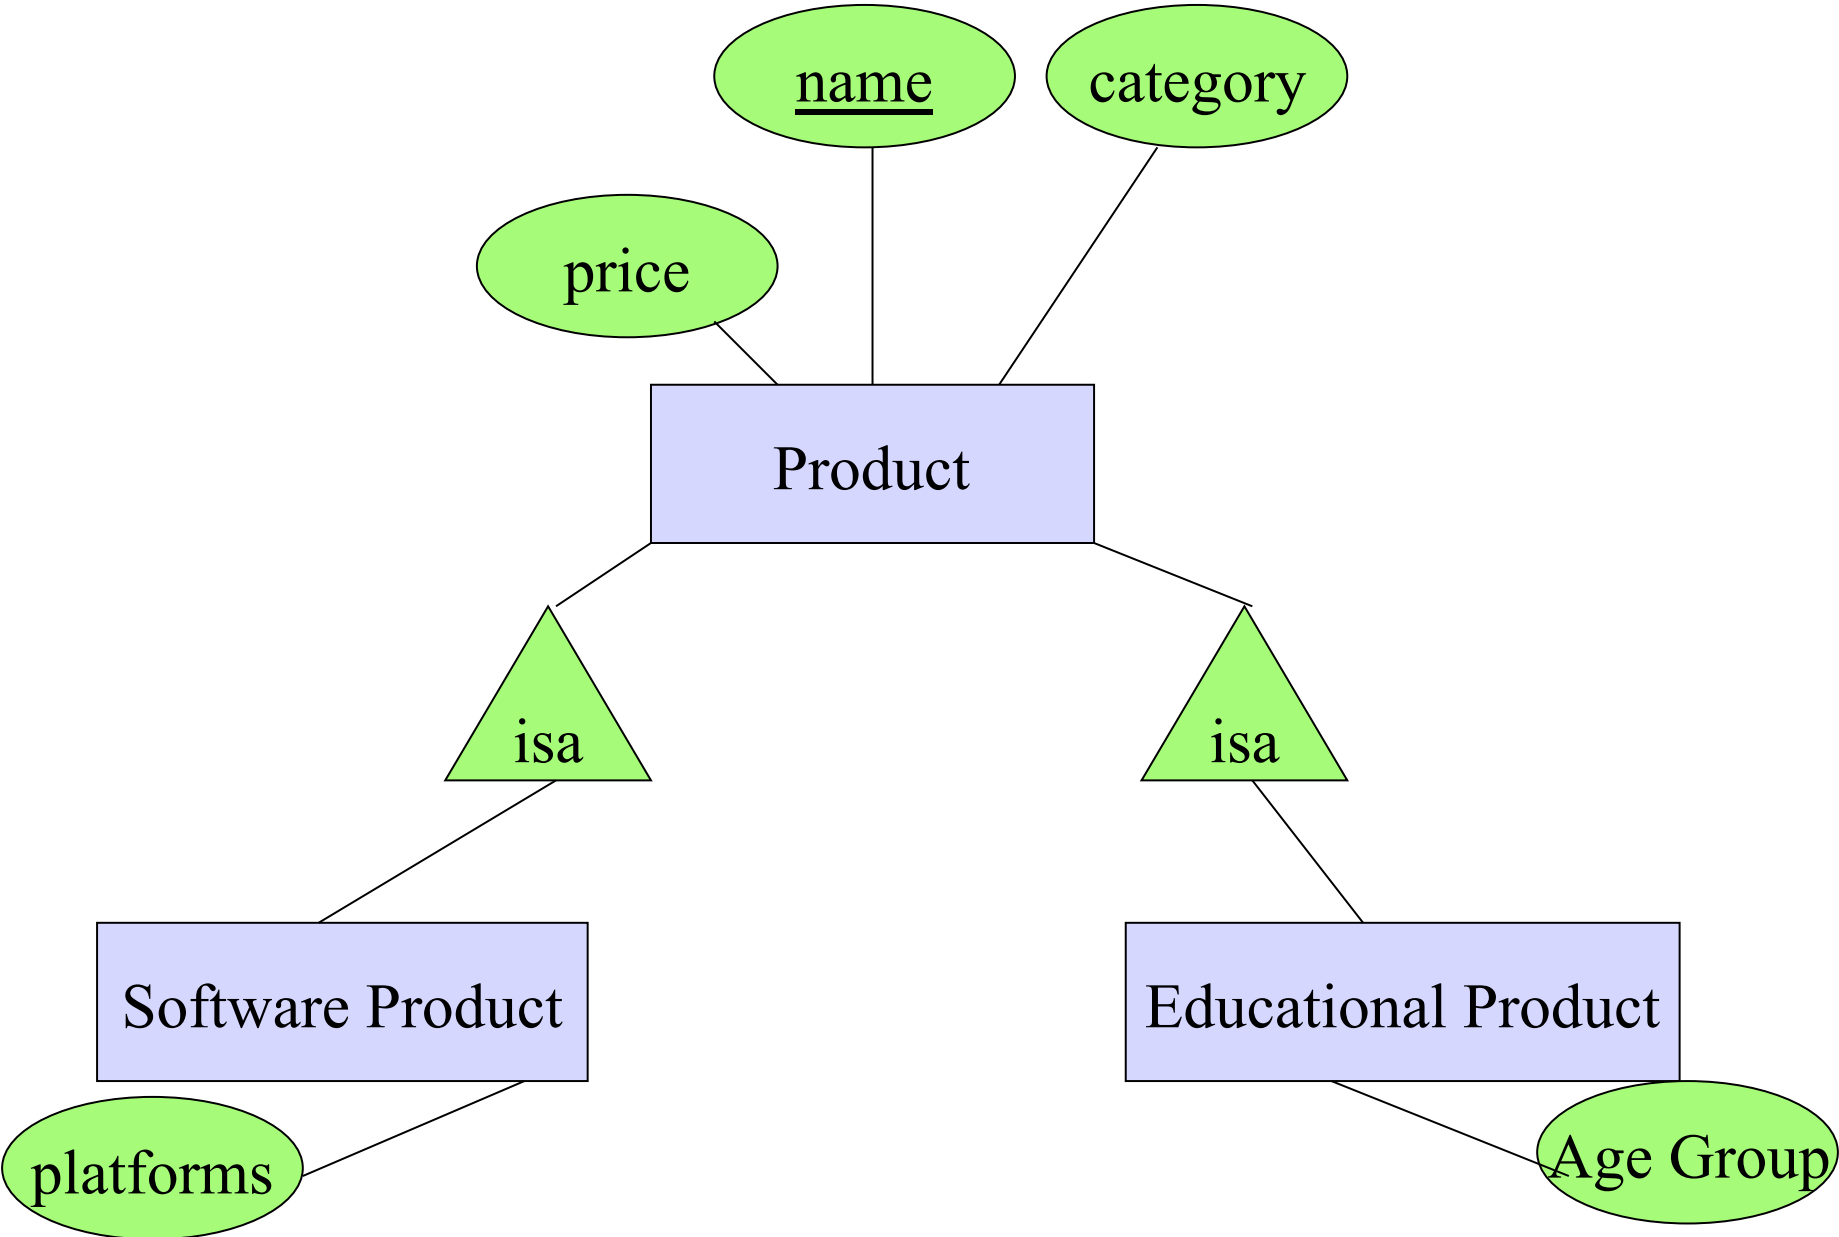 name
category
price
Product
isa
isa
Software Product
Educational Product
platforms
Age Group